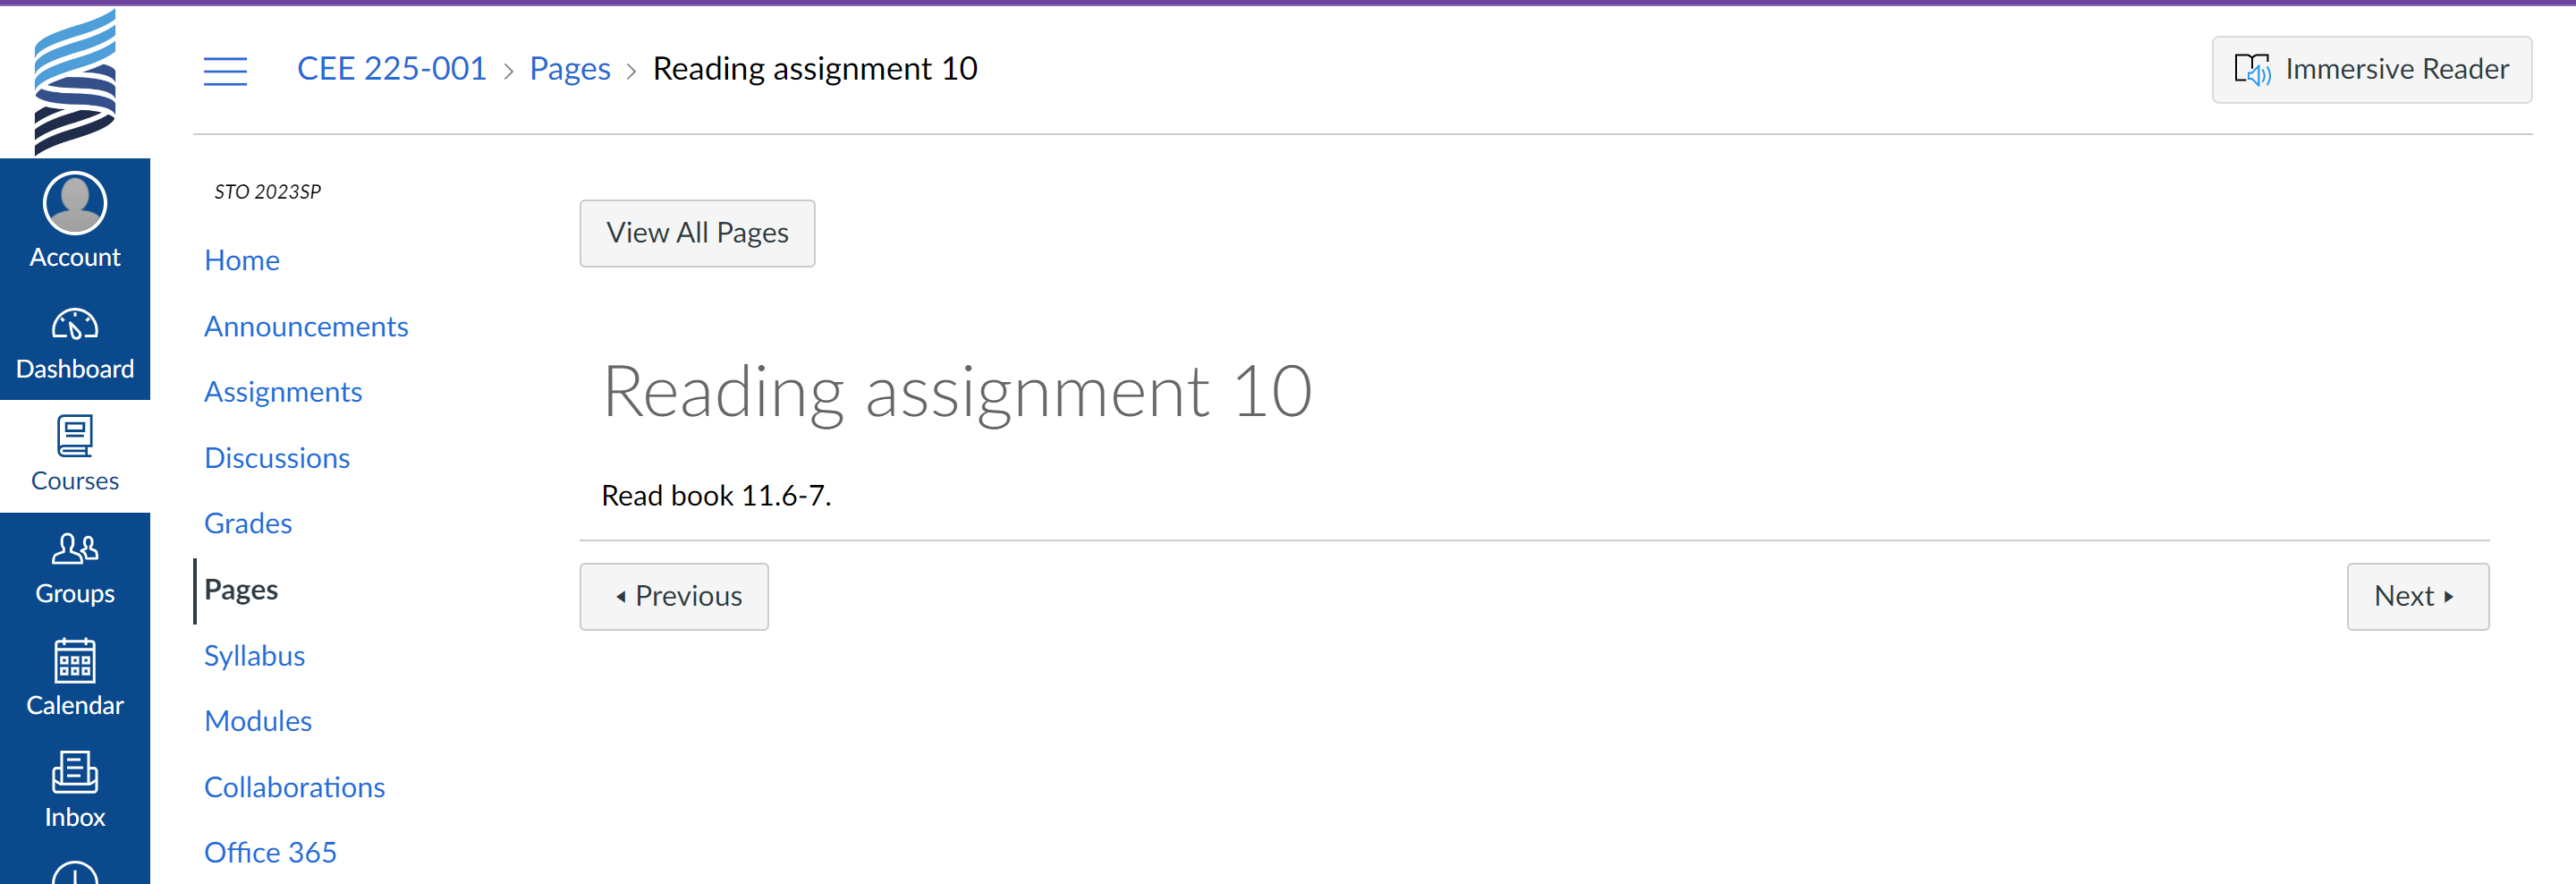 CEE 225-001 › Pages › Reading assignment 10
Immersive Reader
Account
Dashboard
Courses
Groups
Calendar
Inbox
STO 2023SP
Home
Announcements
Assignments
Discussions
Grades
Pages
Syllabus
Modules
Collaborations
Office 365
View All Pages
Reading assignment 10
Read book 11.6-7.
Previous
Next